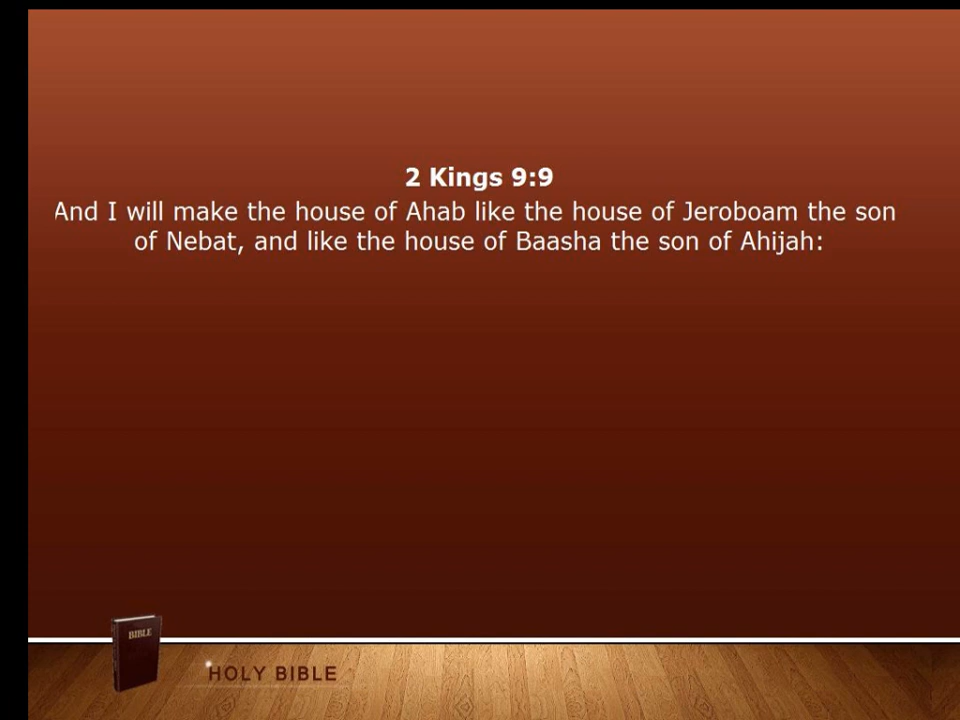 2 Kings 9:9
And I will make the house of Ahab like the house of Jeroboam the son
of Nebat, and like the house of Baasha the son of Ahijah:
BIBLE
HOLY BIBLE